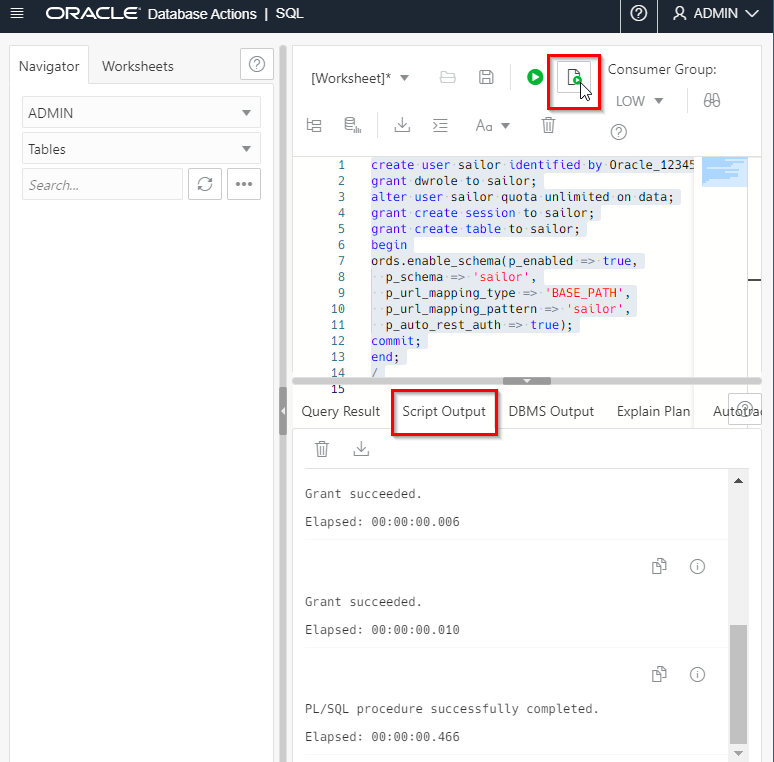 ORACLE Database Actions | SQL
ADMIN
Navigator
Worksheets
ADMIN
Tables
Search...
[Worksheet]*
Consumer Group:
LOW
Aa
1 create user sailor identified by Oracle_12345
2 grant dwrole to sailor;
3 alter user sailor quota unlimited on data;
4 grant create session to sailor;
5 grant create table to sailor;
6 begin
7 ords.enable_schema(p_enabled => true,
8 p_schema => 'sailor',
9 p_url_mapping_type => 'BASE_PATH',
10 p_url_mapping_pattern => 'sailor',
11 p_auto_rest_auth => true);
12 commit;
13 end;
14 /
15
Query Result
Script Output
DBMS Output
Explain Plan
Autotrac
Grant succeeded.
Elapsed: 00:00:00.006
Grant succeeded.
Elapsed: 00:00:00.010
PL/SQL procedure successfully completed.
Elapsed: 00:00:00.466